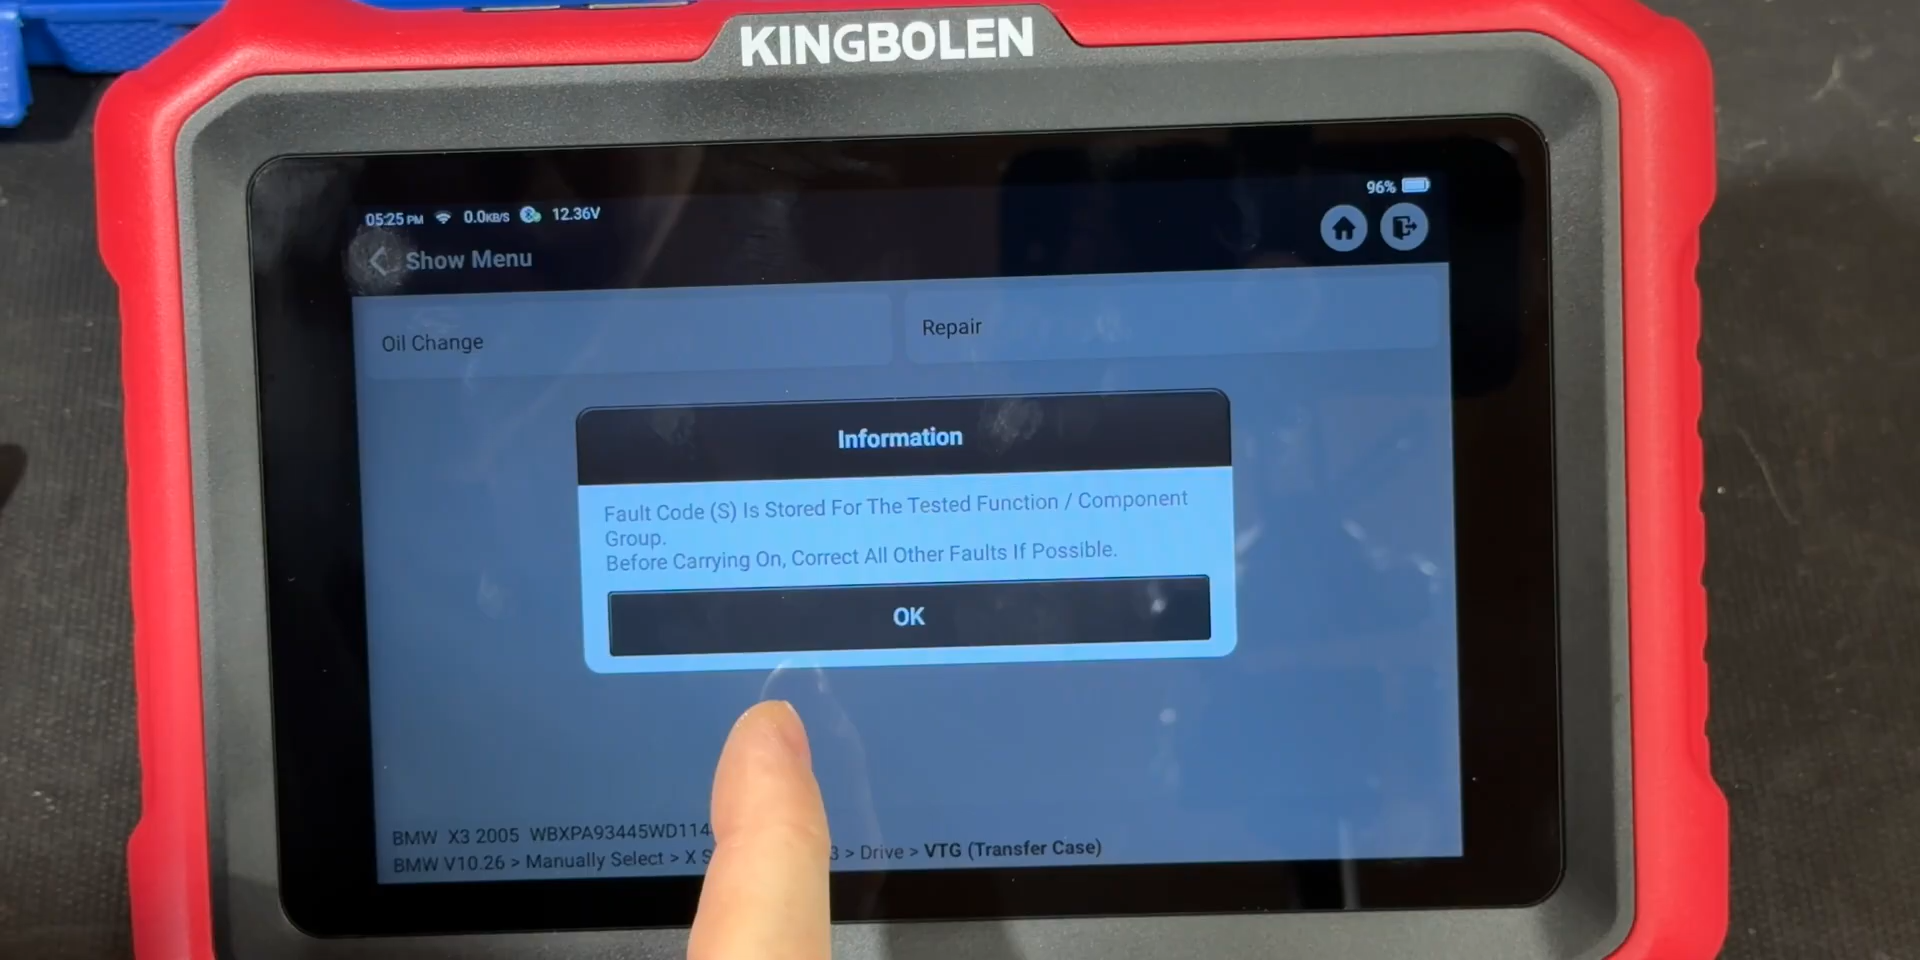 KINGBOLEN
05:25 PM 0.0KB/S 12.36V 96%
Show Menu
Oil Change Repair
Information
Fault Code (S) Is Stored For The Tested Function / Component
Group.
Before Carrying On, Correct All Other Faults If Possible.
OK
BMW X3 2005 WBXPA93445WD114
BMW V10.26 > Manually Select > X 3 > Drive > VTG (Transfer Case)